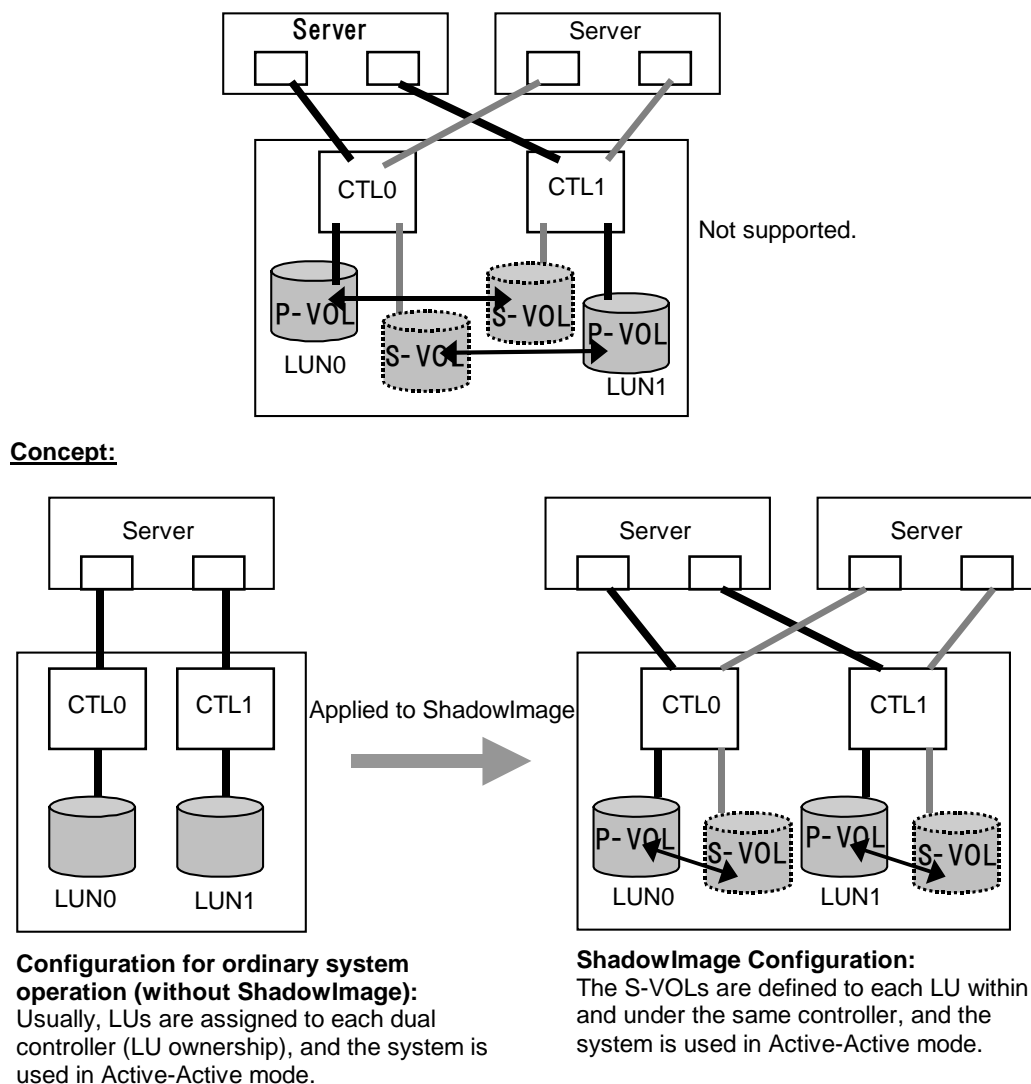 Server
Server
CTL0
CTL1
Not supported.
P-VOL
S-VOL
S-VOL
P-VOL
LUN0
LUN1
Concept:
Server
Server
Server
CTL0
CTL1
Applied to ShadowImage
CTL0
CTL1
P-VOL
S-VOL
P-VOL
S-VOL
LUN0
LUN1
LUN0
LUN1
Configuration for ordinary system
operation (without ShadowImage):
Usually, LUs are assigned to each dual
controller (LU ownership), and the system is
used in Active-Active mode.
ShadowImage Configuration:
The S-VOLs are defined to each LU within
and under the same controller, and the
system is used in Active-Active mode.